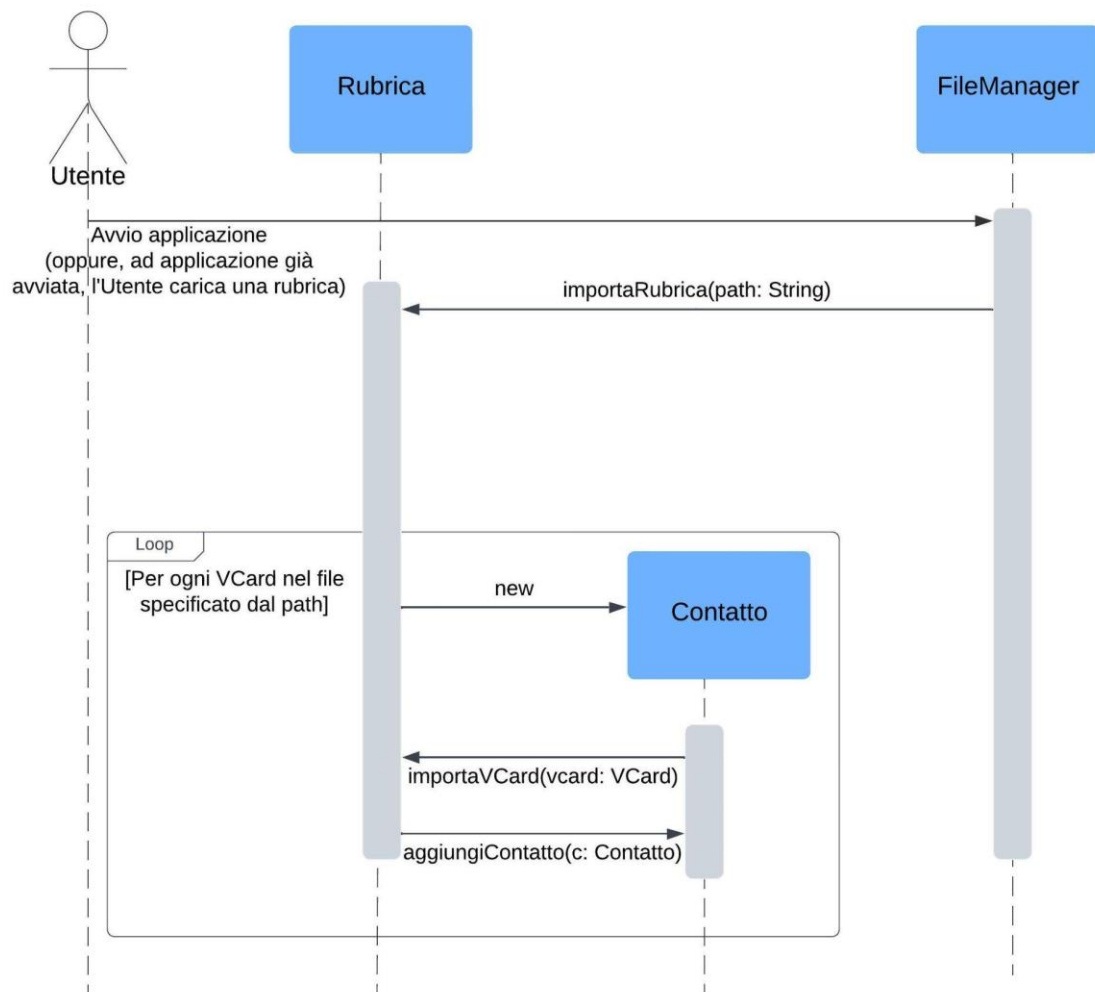 Utente
Rubrica
FileManager
Avvio applicazione
(oppure, ad applicazione già
avviata, l'Utente carica una rubrica)
importaRubrica(path: String)
Loop
[Per ogni VCard nel file
specificato dal path]
new
Contatto
importaVCard(vcard: VCard)
aggiungiContatto(c: Contatto)